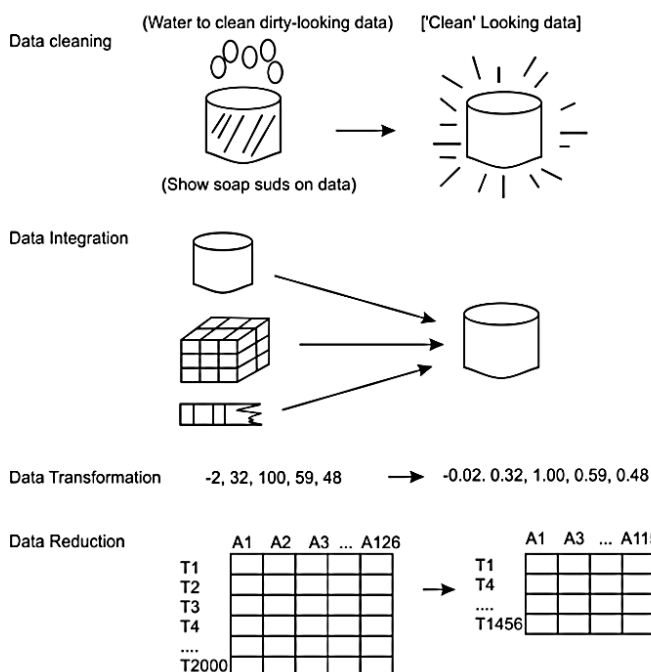 (Water to clean dirty-looking data) ['Clean' Looking data]
Data cleaning
(Show soap suds on data)
Data Integration
Data Transformation -2, 32, 100, 59, 48 -0.02. 0.32, 1.00, 0.59, 0.48
Data Reduction
A1 A2 A3 ... A126
T1
T2
T3
T4
....
T2000
A1 A3 ... A115
T1
T4
....
T1456